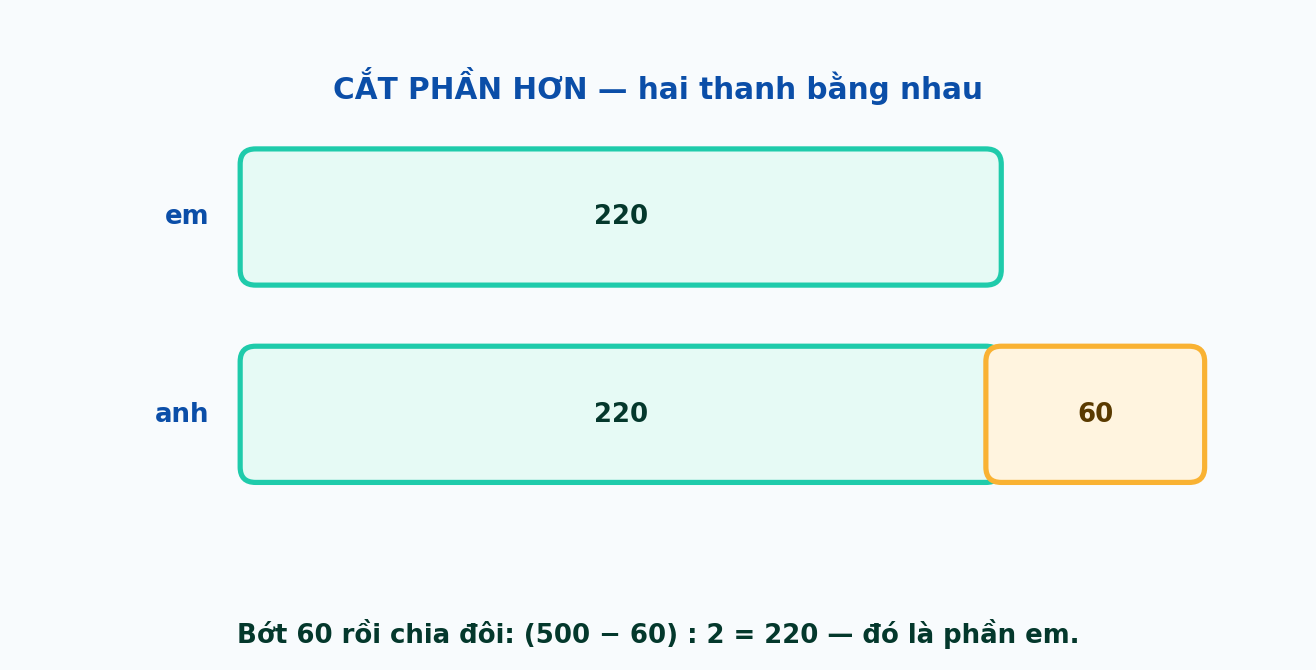 CẮT PHẦN HƠN — hai thanh bằng nhau
em
220
anh
220
60
Bớt 60 rồi chia đôi: (500 − 60) : 2 = 220 — đó là phần em.